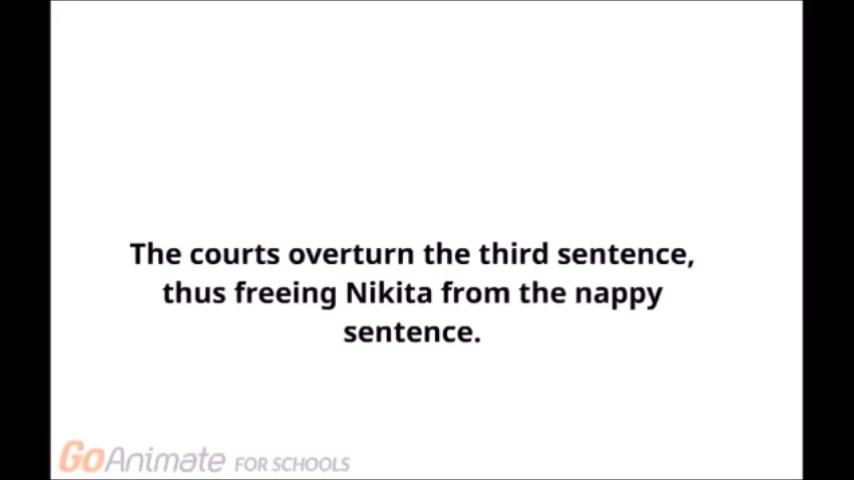 The courts overturn the third sentence,
thus freeing Nikita from the nappy
sentence.
GoAnimate FOR SCHOOLS